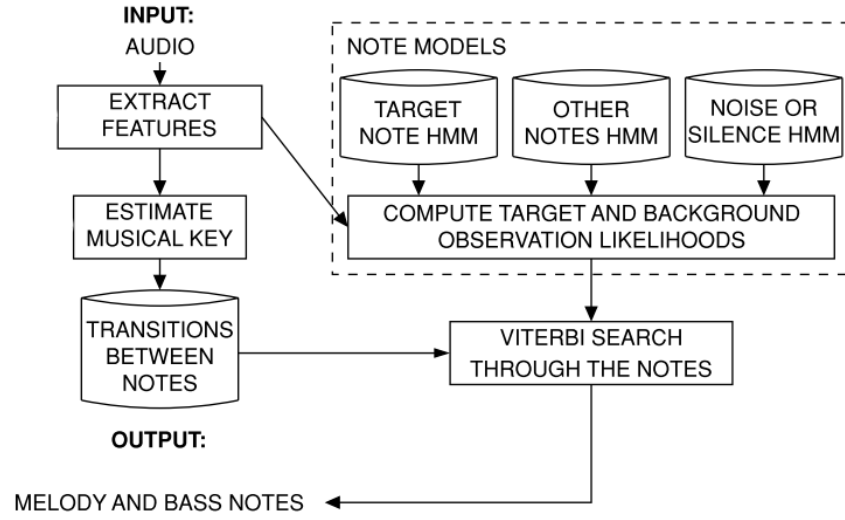 INPUT:
AUDIO
EXTRACT
FEATURES
ESTIMATE
MUSICAL KEY
TRANSITIONS
BETWEEN
NOTES
NOTE MODELS
TARGET
NOTE HMM
OTHER
NOTES HMM
NOISE OR
SILENCE HMM
COMPUTE TARGET AND BACKGROUND
OBSERVATION LIKELIHOODS
VITERBI SEARCH
THROUGH THE NOTES
OUTPUT:
MELODY AND BASS NOTES